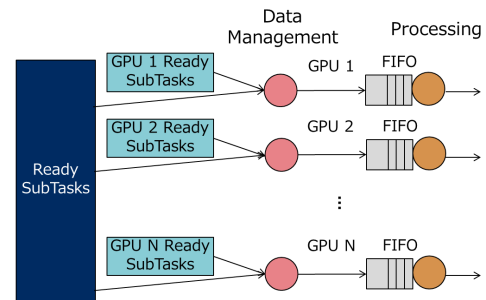 Data
Management
Processing
GPU 1 Ready
SubTasks
GPU 1
FIFO
GPU 2 Ready
SubTasks
GPU 2
FIFO
Ready
SubTasks
...
GPU N Ready
SubTasks
GPU N
FIFO